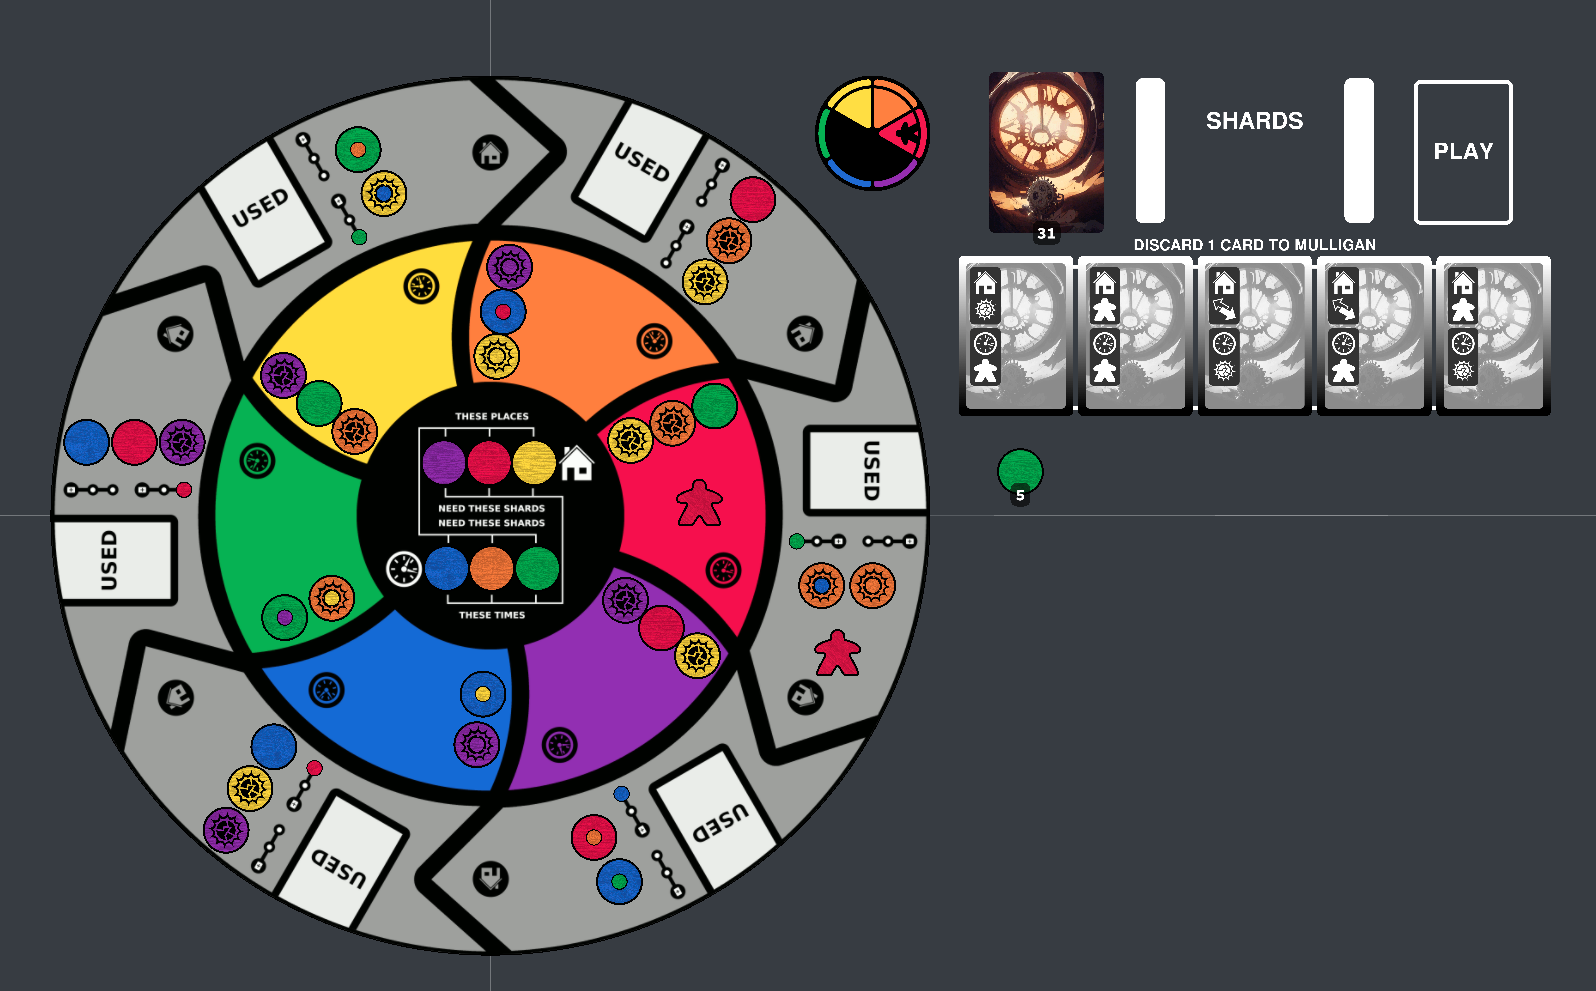 SHARDS
PLAY
31
DISCARD 1 CARD TO MULLIGAN
5
USED
USED
USED
USED
USED
USED
THESE PLACES
NEED THESE SHARDS
NEED THESE SHARDS
THESE TIMES